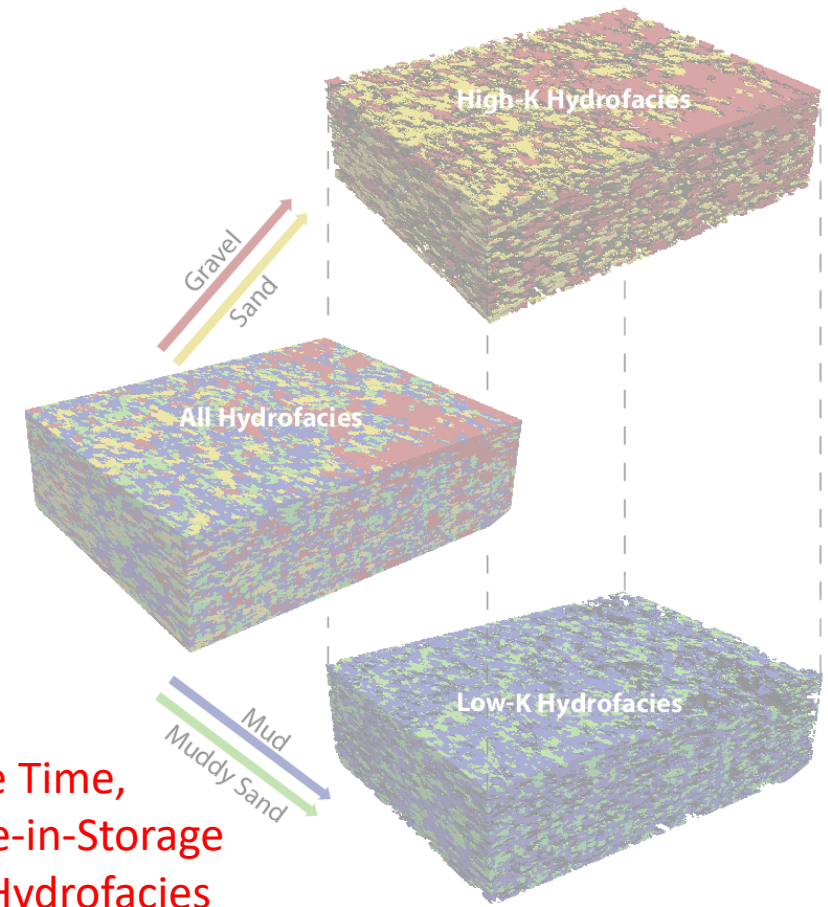 High-K Hydrofacies
Gravel
Sand
All Hydrofacies
Mud
Muddy Sand
Low-K Hydrofacies
Time,
e-in-Storage
Hydrofacies